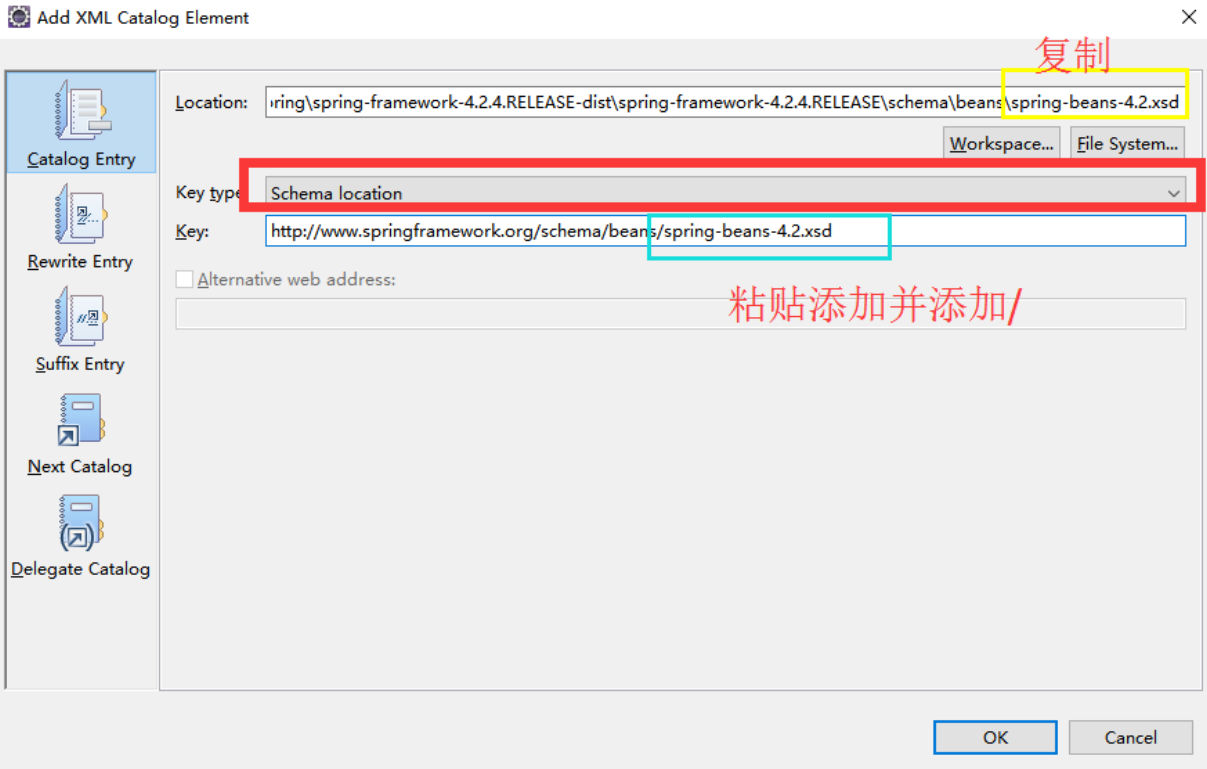 Add XML Catalog Element
复制
Location: ring\spring-framework-4.2.4.RELEASE-dist\spring-framework-4.2.4.RELEASE\schema\beans\spring-beans-4.2.xsd
Workspace... File System...
Catalog Entry
Key type Schema location
Key: http://www.springframework.org/schema/beans/spring-beans-4.2.xsd
Rewrite Entry
Alternative web address:
粘贴添加并添加/
Suffix Entry
Next Catalog
Delegate Catalog
OK Cancel